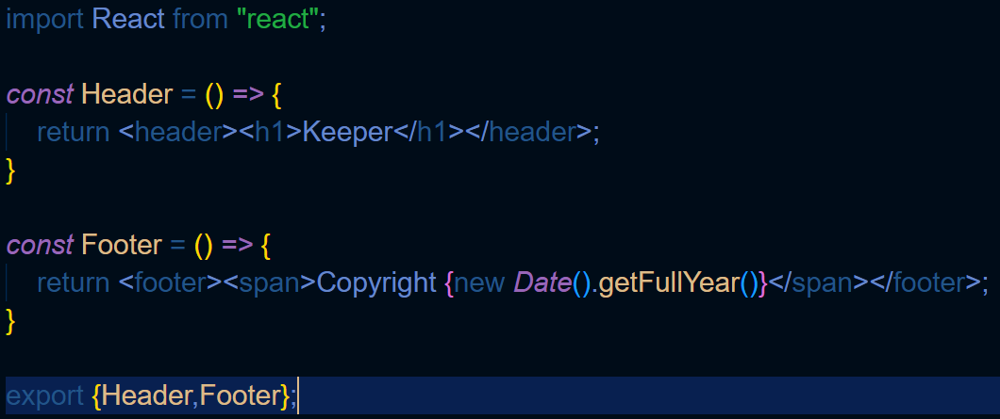 import React from "react";
const Header = () => {
return <header><h1>Keeper</h1></header>;
}
const Footer = () => {
return <footer><span>Copyright {new Date().getFullYear()}</span></footer>;
}
export {Header,Footer};